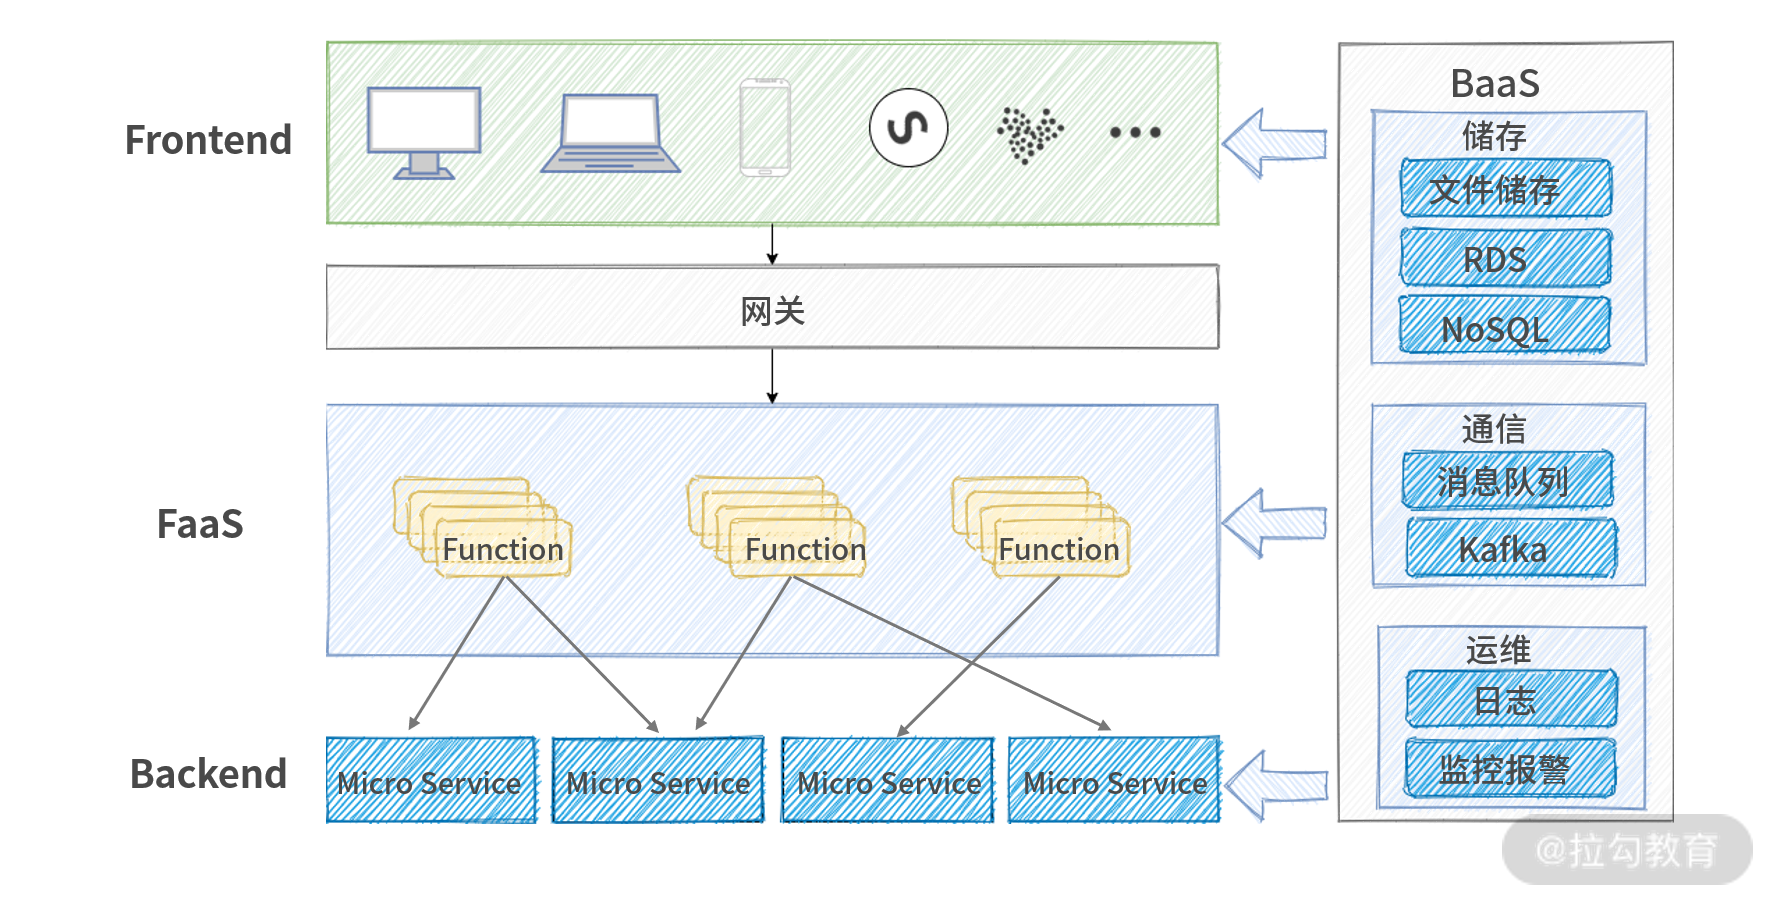 Frontend
网关
FaaS
Function
Function
Function
Backend
Micro Service
Micro Service
Micro Service
Micro Service
BaaS
储存
文件储存
RDS
NoSQL
通信
消息队列
Kafka
运维
日志
监控报警
@拉勾教育